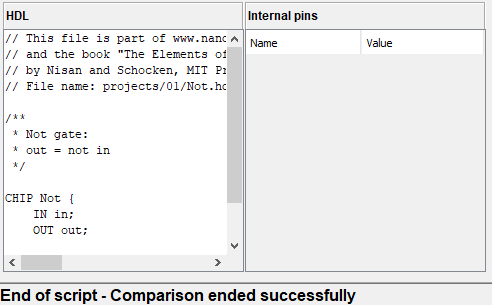 HDL
Internal pins
// This file is part of www.nand
// and the book "The Elements of
// by Nisan and Schocken, MIT Pr
// File name: projects/01/Not.hd
/**
* Not gate:
* out = not in
*/
CHIP Not {
IN in;
OUT out;
Name Value
End of script - Comparison ended successfully